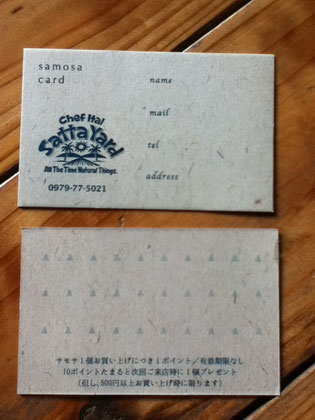 samosa
card
name
mail
tel
address
Chef Hal
Satta Yard
All The Time Natural Things.
0979-77-5021
サモサ1個お買い上げにつき1ポイント/有効期限なし
10ポイントたまると次回ご来店時に1個プレゼント
(但し、500円以上お買い上げ時に限ります)